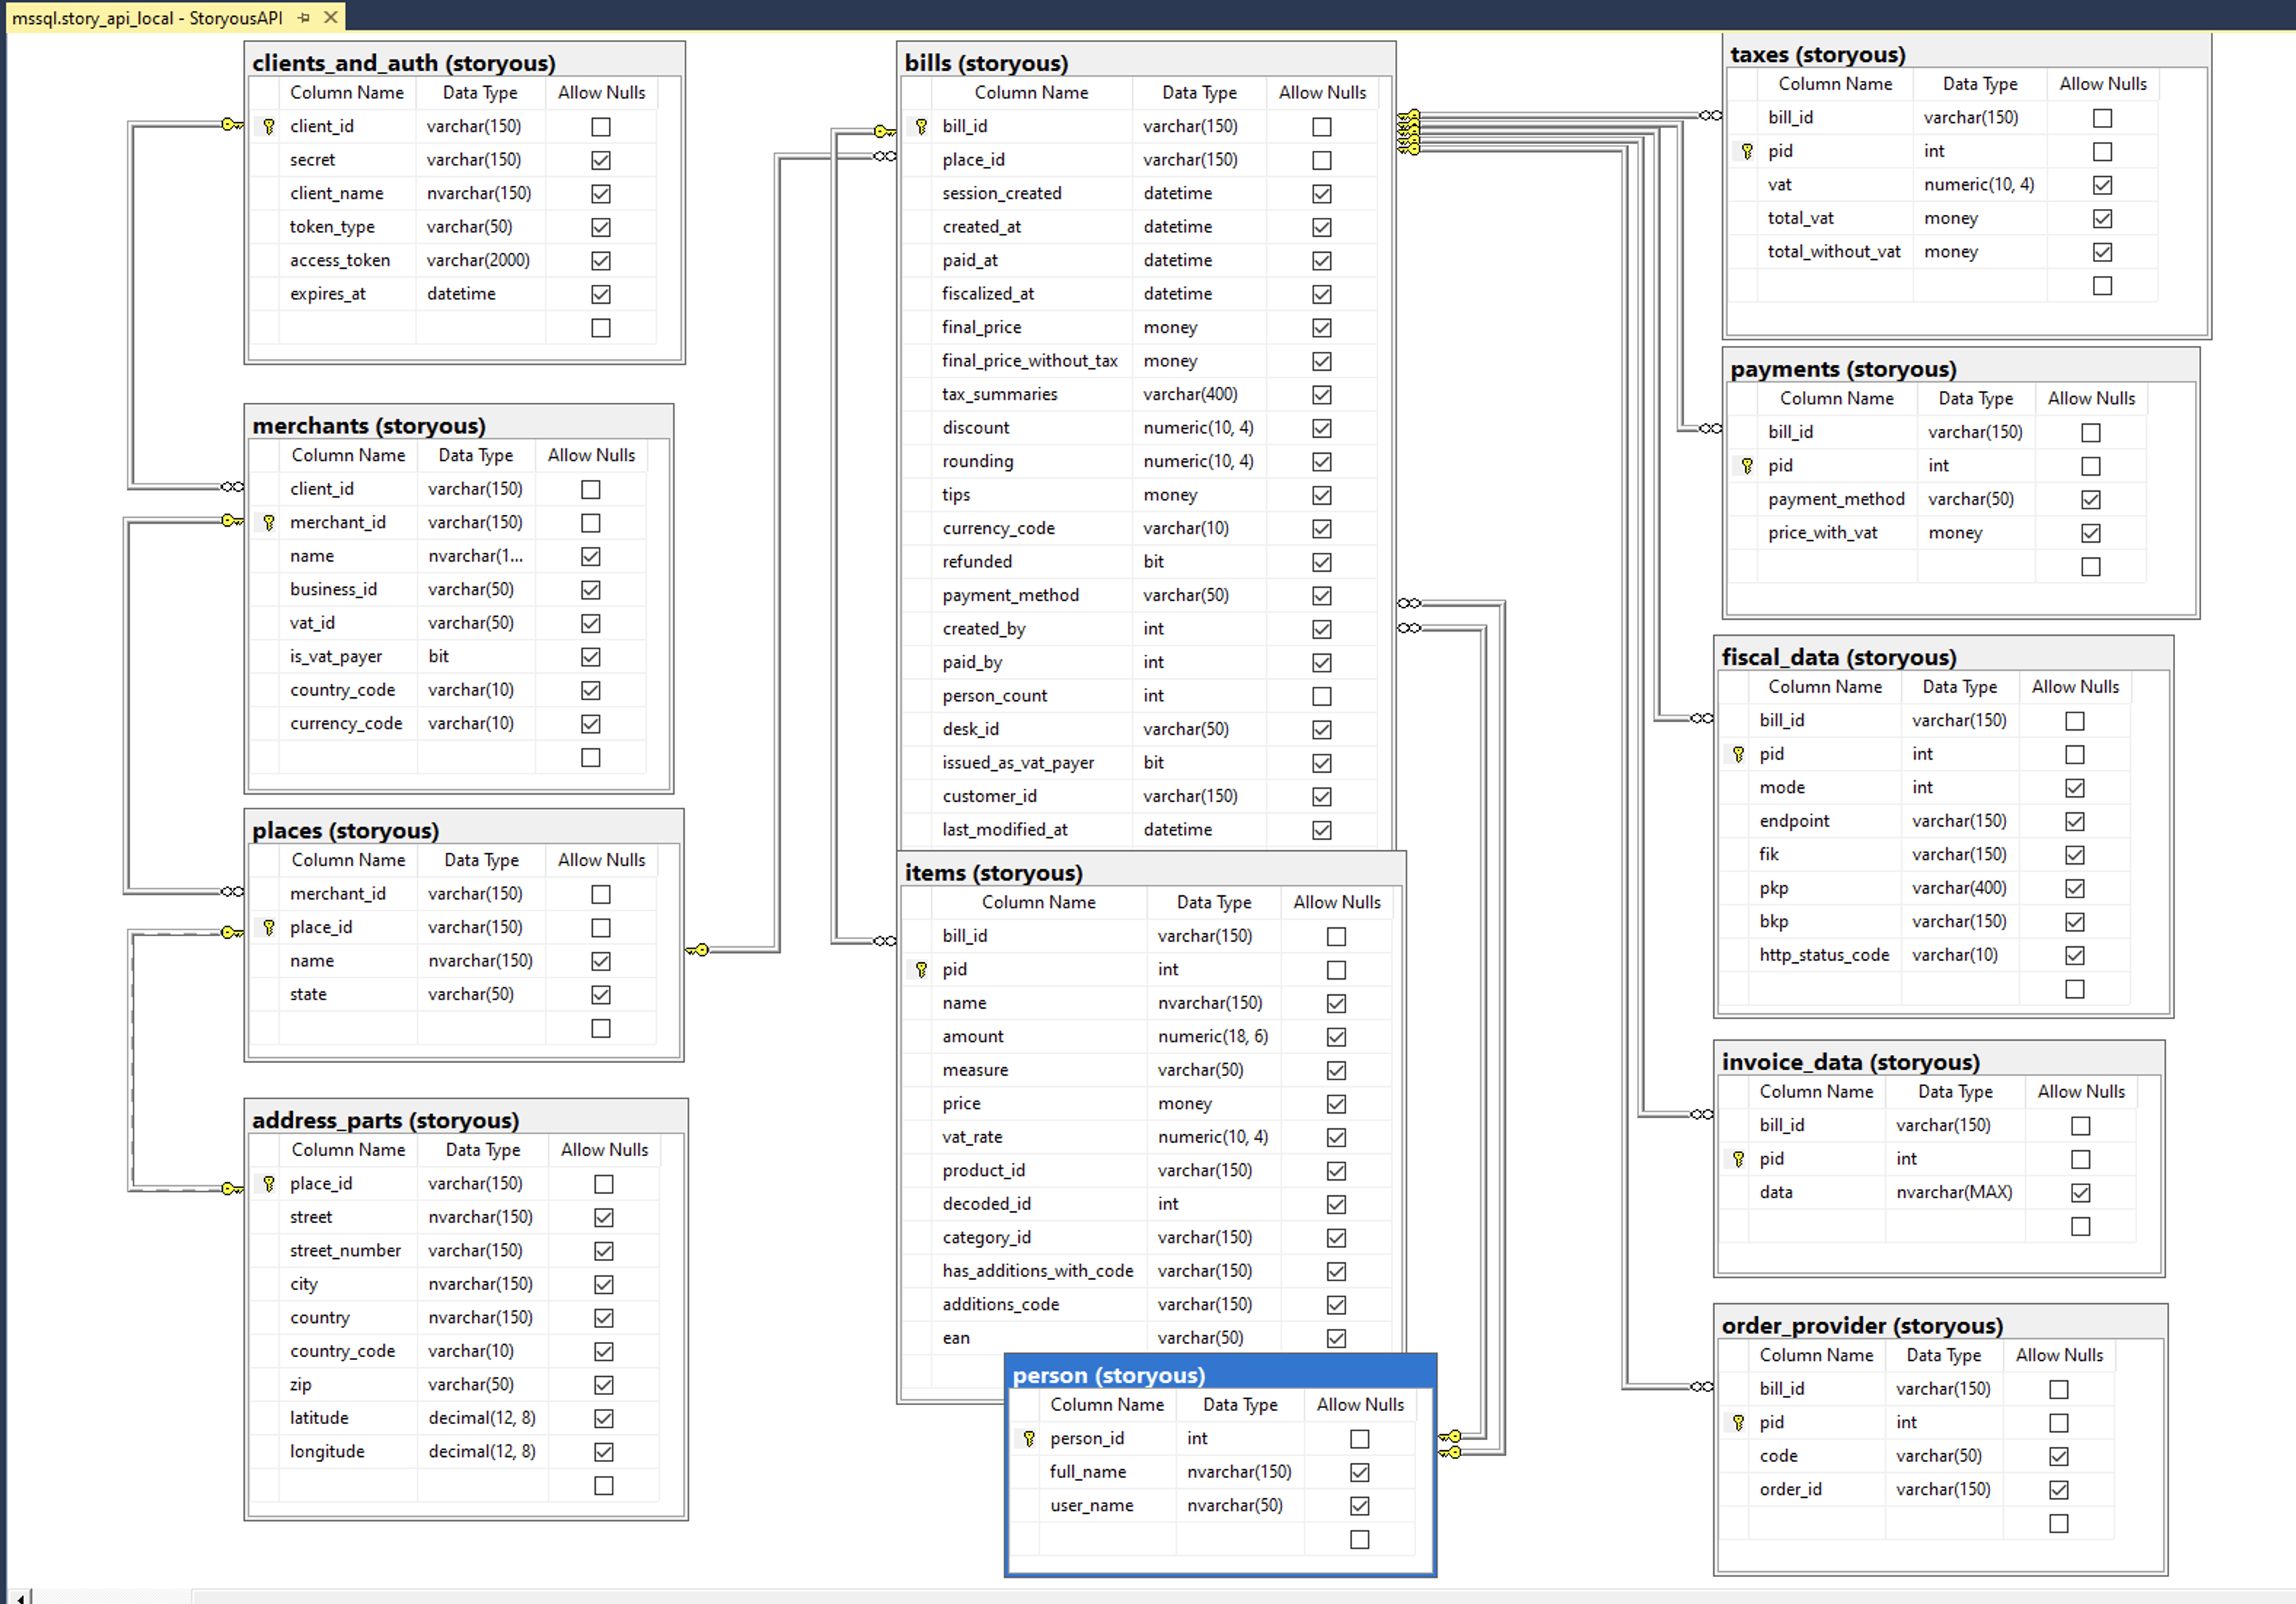 mssql.story_api_local - StoryousAPI
clients_and_auth (storyous)
Column Name Data Type Allow Nulls
client_id varchar(150)
secret varchar(150)
client_name nvarchar(150)
token_type varchar(50)
access_token varchar(2000)
expires_at datetime
merchants (storyous)
Column Name Data Type Allow Nulls
client_id varchar(150)
merchant_id varchar(150)
name nvarchar(1...
business_id varchar(50)
vat_id varchar(50)
is_vat_payer bit
country_code varchar(10)
currency_code varchar(10)
places (storyous)
Column Name Data Type Allow Nulls
merchant_id varchar(150)
place_id varchar(150)
name nvarchar(150)
state varchar(50)
address_parts (storyous)
Column Name Data Type Allow Nulls
place_id varchar(150)
street nvarchar(150)
street_number varchar(150)
city nvarchar(150)
country nvarchar(150)
country_code varchar(10)
zip varchar(50)
latitude decimal(12, 8)
longitude decimal(12, 8)
bills (storyous)
Column Name Data Type Allow Nulls
bill_id varchar(150)
place_id varchar(150)
session_created datetime
created_at datetime
paid_at datetime
fiscalized_at datetime
final_price money
final_price_without_tax money
tax_summaries varchar(400)
discount numeric(10, 4)
rounding numeric(10, 4)
tips money
currency_code varchar(10)
refunded bit
payment_method varchar(50)
created_by int
paid_by int
person_count int
desk_id varchar(50)
issued_as_vat_payer bit
customer_id varchar(150)
last_modified_at datetime
items (storyous)
Column Name Data Type Allow Nulls
bill_id varchar(150)
pid int
name nvarchar(150)
amount numeric(18, 6)
measure varchar(50)
price money
vat_rate numeric(10, 4)
product_id varchar(150)
decoded_id int
category_id varchar(150)
has_additions_with_code varchar(150)
additions_code varchar(150)
ean varchar(50)
person (storyous)
Column Name Data Type Allow Nulls
person_id int
full_name nvarchar(150)
user_name nvarchar(50)
taxes (storyous)
Column Name Data Type Allow Nulls
bill_id varchar(150)
pid int
vat numeric(10, 4)
total_vat money
total_without_vat money
payments (storyous)
Column Name Data Type Allow Nulls
bill_id varchar(150)
pid int
payment_method varchar(50)
price_with_vat money
fiscal_data (storyous)
Column Name Data Type Allow Nulls
bill_id varchar(150)
pid int
mode int
endpoint varchar(150)
fik varchar(150)
pkp varchar(400)
bkp varchar(150)
http_status_code varchar(10)
invoice_data (storyous)
Column Name Data Type Allow Nulls
bill_id varchar(150)
pid int
data nvarchar(MAX)
order_provider (storyous)
Column Name Data Type Allow Nulls
bill_id varchar(150)
pid int
code varchar(50)
order_id varchar(150)